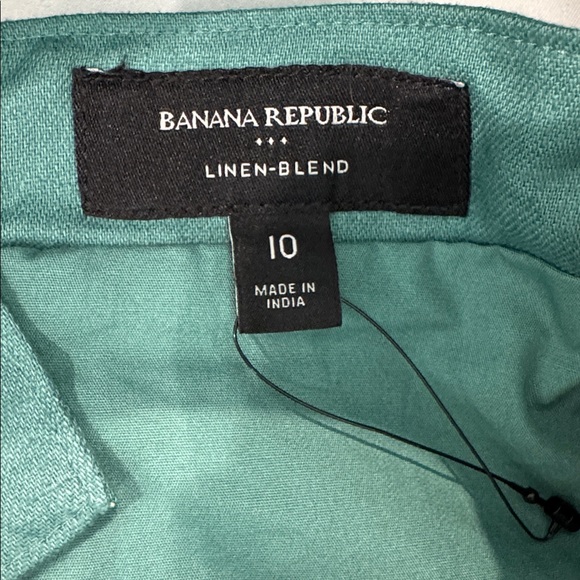 BANANA REPUBLIC
LINEN-BLEND
10
MADE IN
INDIA